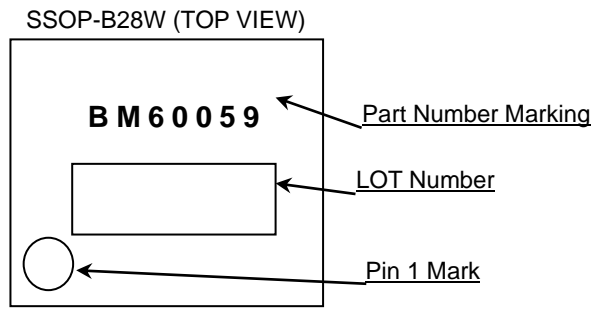 SSOP-B28W (TOP VIEW)
BM60059
Part Number Marking
LOT Number
Pin 1 Mark